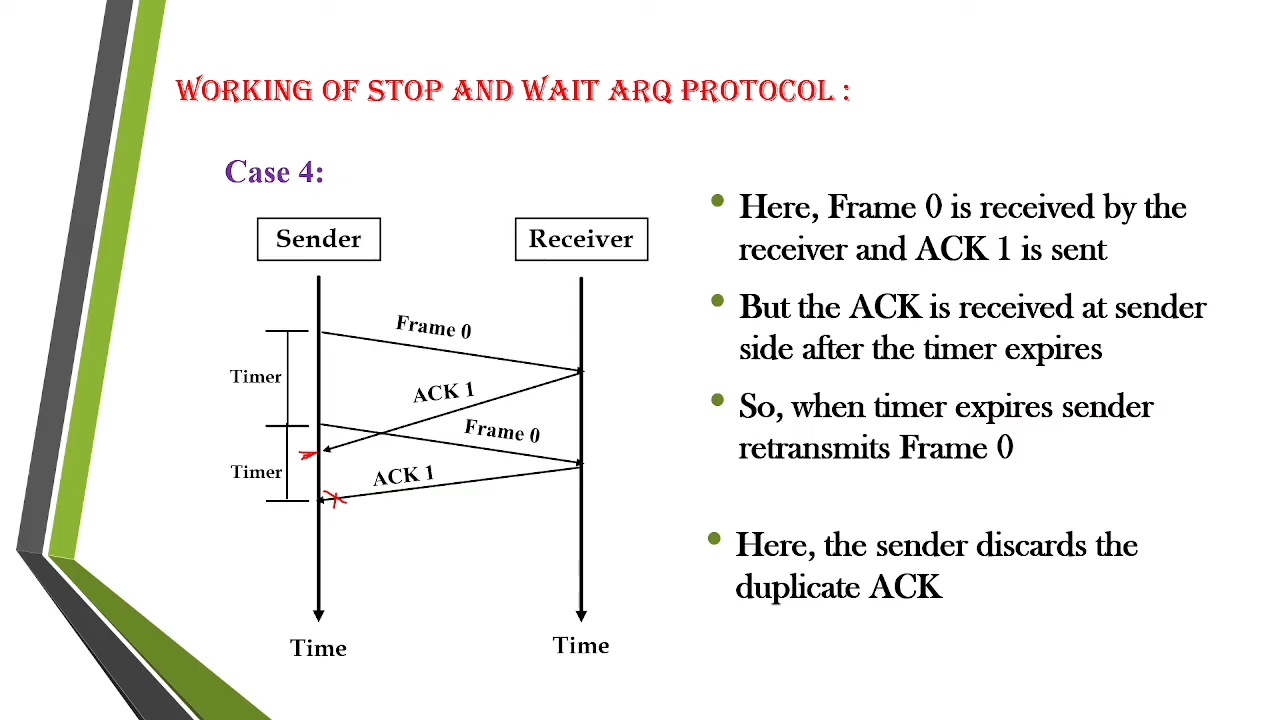 WORKING OF STOP AND WAIT ARQ PROTOCOL :
Case 4:
Sender
Receiver
Frame 0
Timer
ACK 1
Frame 0
Timer
ACK 1
Time
Time
• Here, Frame 0 is received by the
receiver and ACK 1 is sent
• But the ACK is received at sender
side after the timer expires
• So, when timer expires sender
retransmits Frame 0
• Here, the sender discards the
duplicate ACK